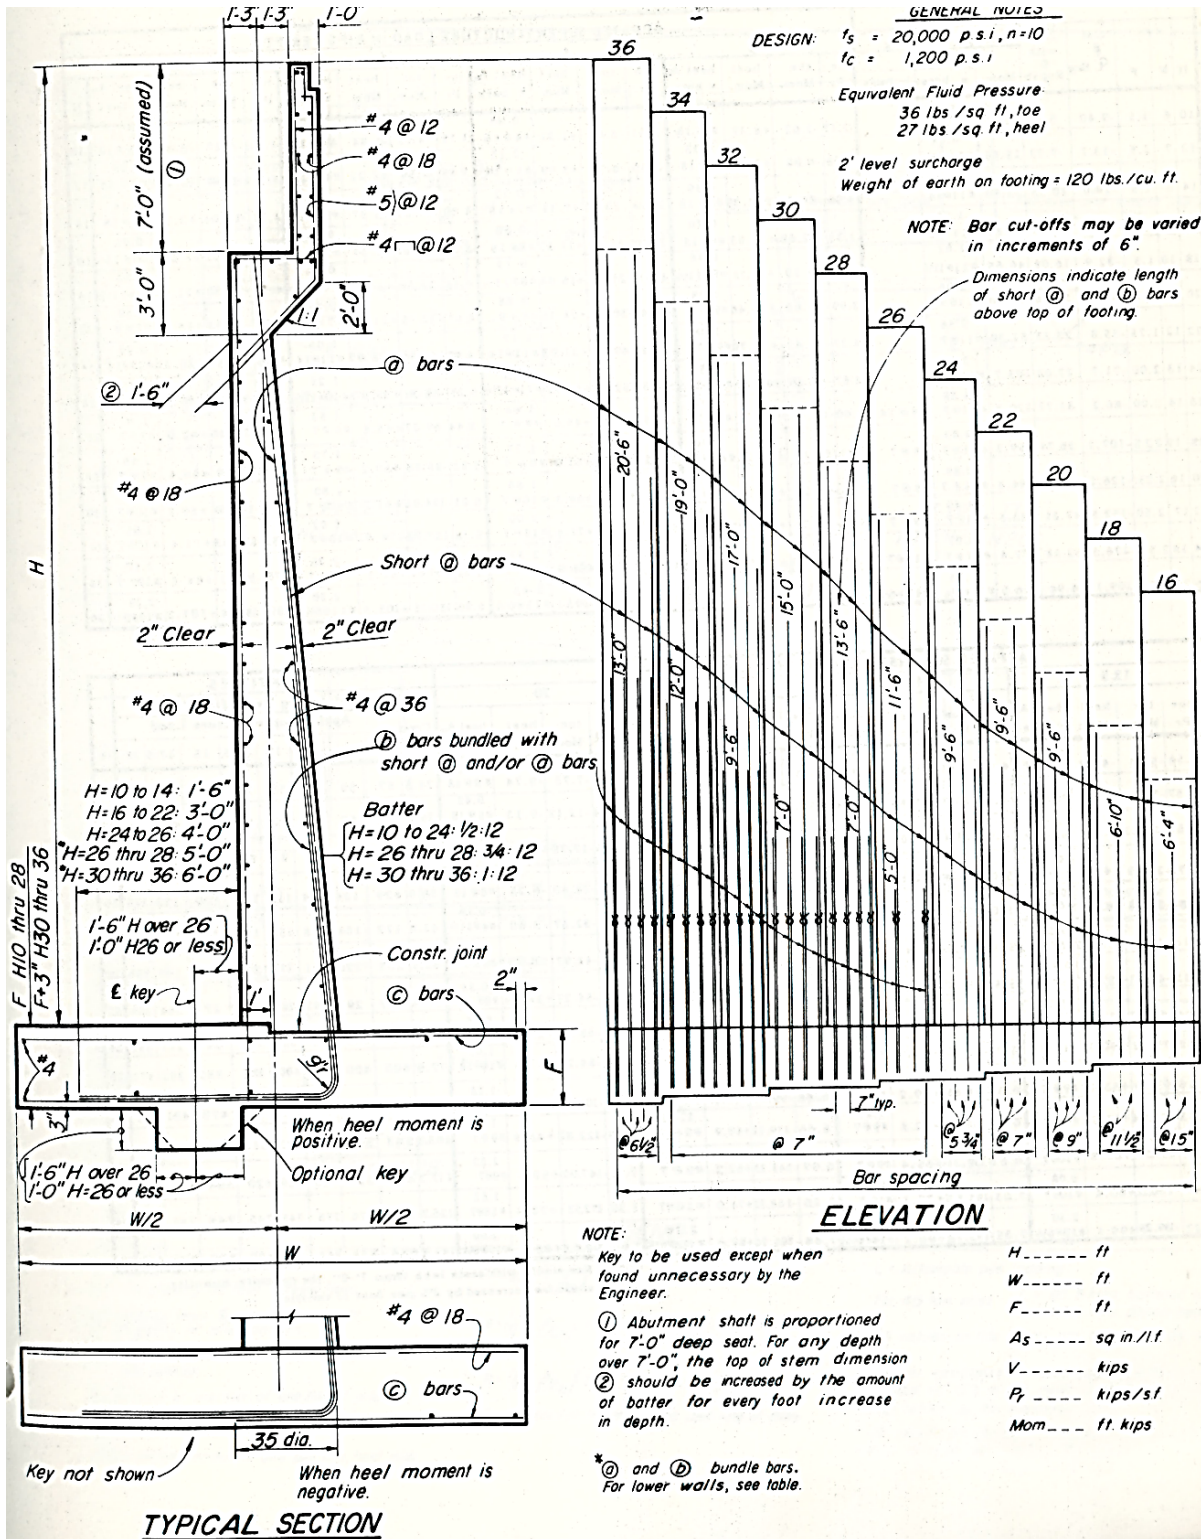 1'-3" 1'-3" 1'-0"
GENERAL NOTES
DESIGN: fs = 20,000 p.s.i, n=10
fc = 1,200 p.s.i
Equivalent Fluid Pressure
36 lbs /sq ft, toe
27 lbs./sq. ft, heel
2' level surcharge
Weight of earth on footing = 120 lbs./cu. ft.
NOTE: Bar cut-offs may be varied
in increments of 6".
Dimensions indicate length
of short ⓐ and ⓑ bars
above top of footing.
36
34
32
30
28
26
24
22
20
18
16
H
7'-0" (assumed)
①
3'-0"
#4 @ 12
#4 @ 18
#5 @ 12
#4 @ 12
2'-0"
1:1
② 1'-6"
ⓐ bars
#4 @ 18
Short ⓐ bars
2" Clear
2" Clear
#4 @ 18
#4 @ 36
ⓑ bars bundled with
short ⓐ and/or ⓐ bars
H=10 to 14: 1'-6"
H=16 to 22: 3'-0"
H=24 to 26: 4'-0"
*H=26 thru 28: 5'-0"
*H=30 thru 36: 6'-0"
Batter
H=10 to 24: 1/2:12
H=26 thru 28: 3/4:12
H=30 thru 36: 1:12
F H10 thru 28
F+3" H30 thru 36
1'-6" H over 26
1'-0" H26 or less
℄ key
1'
Constr. joint
ⓒ bars
2"
#4
9"r
F
3"
When heel moment is
positive.
Optional key
1'-6" H over 26
1'-0" H=26 or less
W/2 W/2
W
#4 @ 18
ⓒ bars
35 dia.
Key not shown
When heel moment is
negative.
TYPICAL SECTION
20'-6"
19'-0"
17'-0"
15'-0"
13'-6"
11'-6"
9'-6"
9'-6"
9'-6"
6'-10"
6'-4"
13'-0"
12'-0"
9'-6"
7'-0"
7'-0"
5'-0"
7" typ.
@ 6½" @ 7" @ 5¾" @ 7" @ 9" @ 11½" @ 15"
Bar spacing
ELEVATION
NOTE:
Key to be used except when
found unnecessary by the
Engineer.
① Abutment shaft is proportioned
for 7'-0" deep seat. For any depth
over 7'-0", the top of stem dimension
② should be increased by the amount
of batter for every foot increase
in depth.
*ⓐ and ⓑ bundle bars.
For lower walls, see table.
H ______ ft
W ______ ft
F ______ ft.
As _____ sq in./l.f.
V ______ kips
Pr _____ kips/s.f.
Mom ___ ft. kips